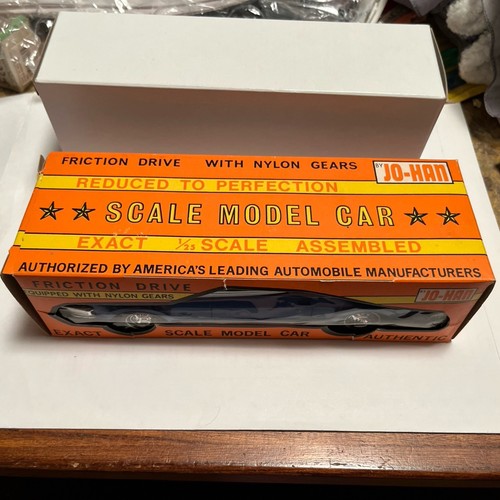 FRICTION DRIVE WITH NYLON GEARS
BY JO-HAN
REDUCED TO PERFECTION
SCALE MODEL CAR
EXACT 1/25 SCALE ASSEMBLED
AUTHORIZED BY AMERICA'S LEADING AUTOMOBILE MANUFACTURERS
FRICTION DRIVE
EQUIPPED WITH NYLON GEARS
JO-HAN
EXACT SCALE MODEL CAR AUTHENTIC